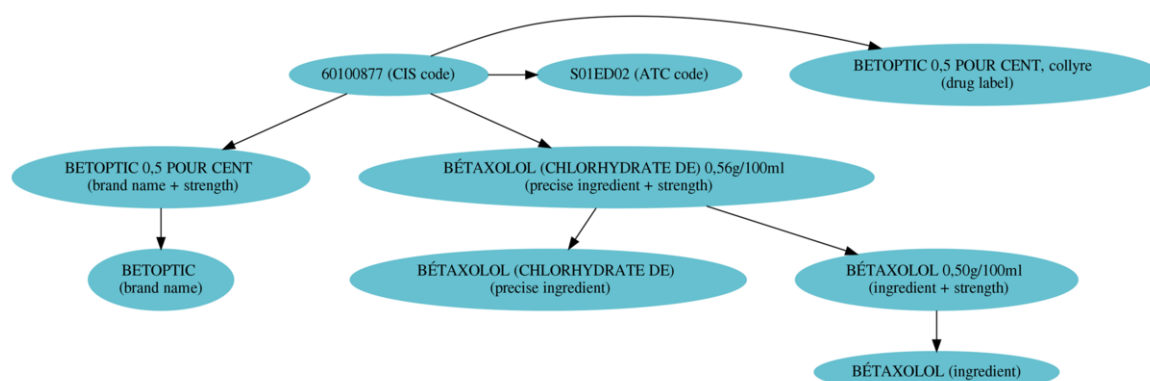 60100877 (CIS code)
S01ED02 (ATC code)
BETOPTIC 0,5 POUR CENT, collyre
(drug label)
BETOPTIC 0,5 POUR CENT
(brand name + strength)
BÉTAXOLOL (CHLORHYDRATE DE) 0,56g/100ml
(precise ingredient + strength)
BETOPTIC
(brand name)
BÉTAXOLOL (CHLORHYDRATE DE)
(precise ingredient)
BÉTAXOLOL 0,50g/100ml
(ingredient + strength)
BÉTAXOLOL (ingredient)